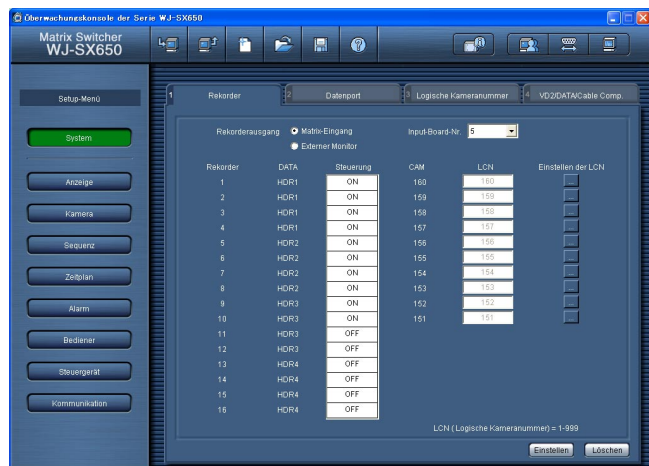 Überwachungskonsole der Serie WJ-SX650
Matrix Switcher
WJ-SX650
Setup-Menü
System
Anzeige
Kamera
Sequenz
Zeitplan
Alarm
Bediener
Steuergerät
Kommunikation
1 Rekorder 2 Datenport 3 Logische Kameranummer 4 VD2/DATA/Cable Comp.
Rekorderausgang Matrix-Eingang Input-Board-Nr. 5
Externer Monitor
Rekorder DATA Steuerung CAM LCN Einstellen der LCN
1 HDR1 ON 160 160 ...
2 HDR1 ON 159 159 ...
3 HDR1 ON 158 158 ...
4 HDR1 ON 157 157 ...
5 HDR2 ON 156 156 ...
6 HDR2 ON 155 155 ...
7 HDR2 ON 154 154 ...
8 HDR2 ON 153 153 ...
9 HDR3 ON 152 152 ...
10 HDR3 ON 151 151 ...
11 HDR3 OFF
12 HDR3 OFF
13 HDR4 OFF
14 HDR4 OFF
15 HDR4 OFF
16 HDR4 OFF
LCN ( Logische Kameranummer) = 1-999
Einstellen Löschen